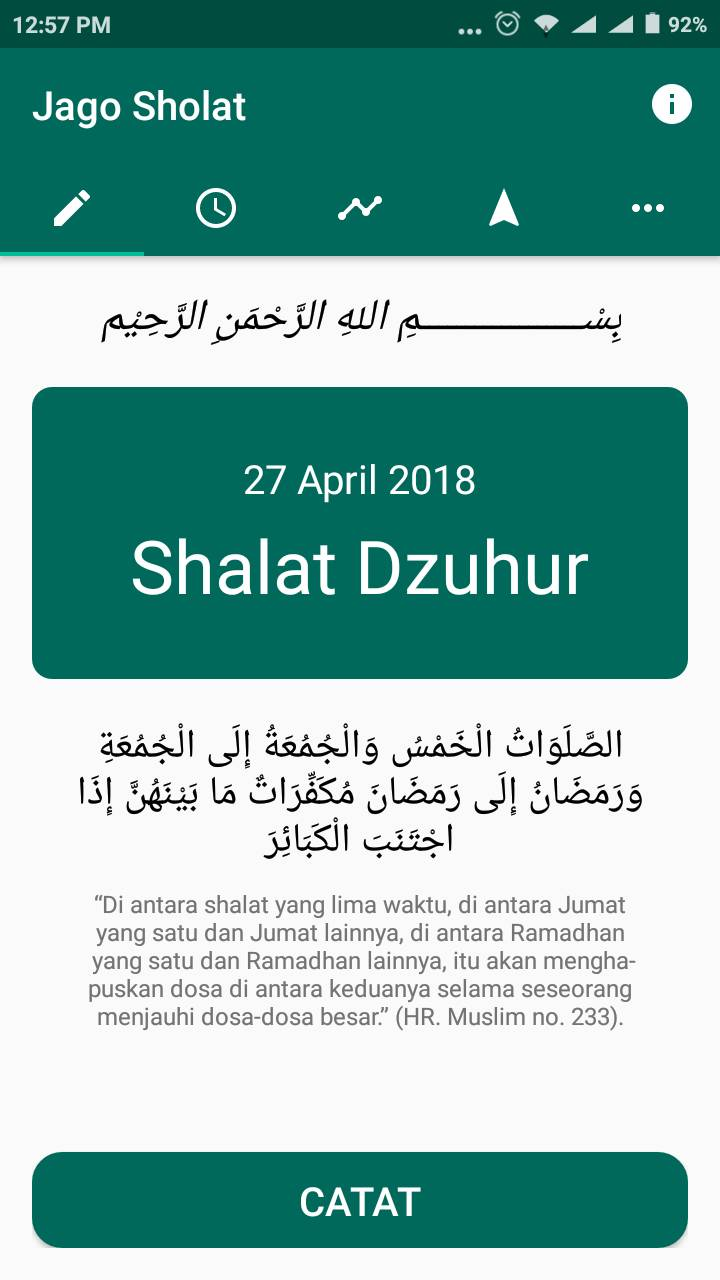 12:57 PM
92%
Jago Sholat
بِسْــــــــــــــــمِ اللهِ الرَّحْمَنِ الرَّحِيْمِ
27 April 2018
Shalat Dzuhur
الصَّلَوَاتُ الْخَمْسُ وَالْجُمُعَةُ إِلَى الْجُمُعَةِ
وَرَمَضَانُ إِلَى رَمَضَانَ مُكَفِّرَاتٌ مَا بَيْنَهُنَّ إِذَا
اجْتَنَبَ الْكَبَائِرَ
“Di antara shalat yang lima waktu, di antara Jumat
yang satu dan Jumat lainnya, di antara Ramadhan
yang satu dan Ramadhan lainnya, itu akan mengha-
puskan dosa di antara keduanya selama seseorang
menjauhi dosa-dosa besar.” (HR. Muslim no. 233).
CATAT